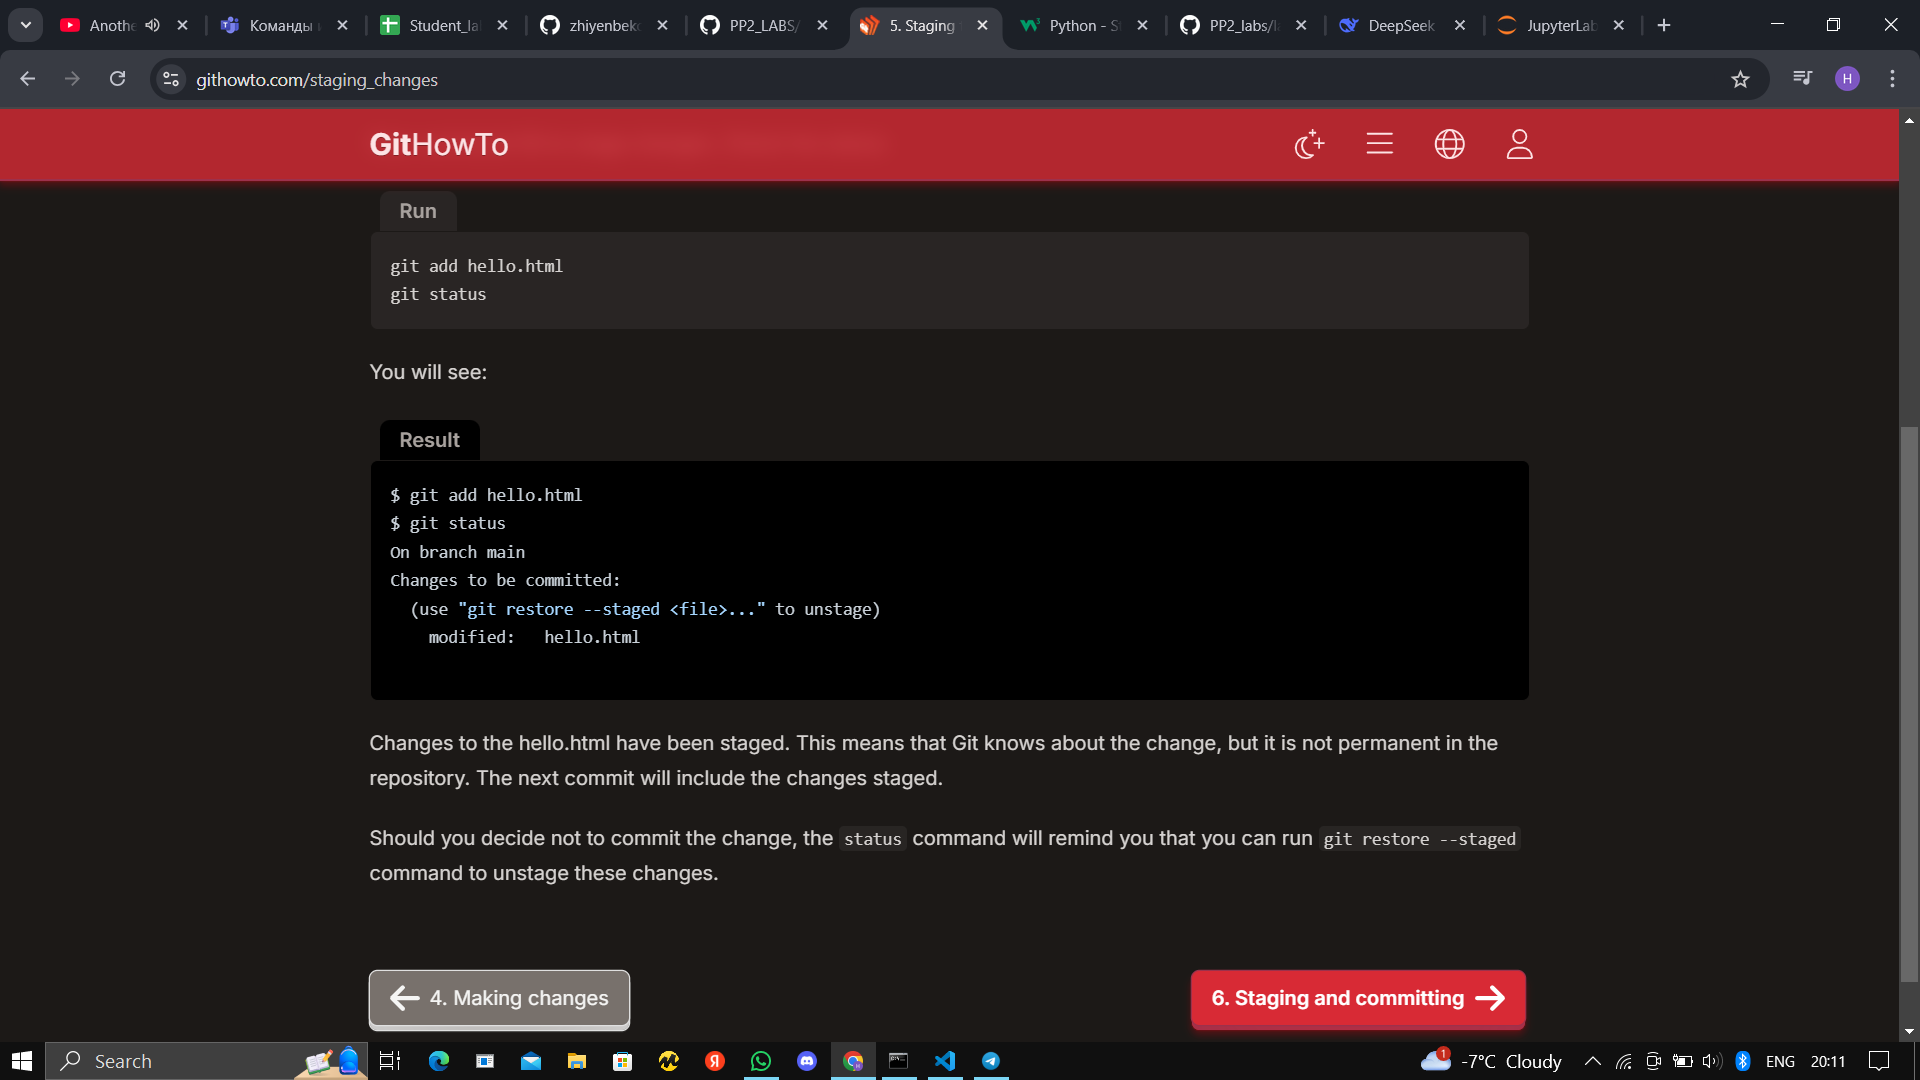 Anothe
Команды
Student_la
zhiyenbek
PP2_LABS/
5. Staging
Python - S
PP2_labs/l
DeepSeek
JupyterLab
githowto.com/staging_changes
H
GitHowTo
Run
git add hello.html
git status
You will see:
Result
$ git add hello.html
$ git status
On branch main
Changes to be committed:
(use "git restore --staged <file>..." to unstage)
modified:   hello.html
Changes to the hello.html have been staged. This means that Git knows about the change, but it is not permanent in the
repository. The next commit will include the changes staged.
Should you decide not to commit the change, the status command will remind you that you can run git restore --staged
command to unstage these changes.
4. Making changes
6. Staging and committing
Search
1
-7°C Cloudy
ENG
20:11